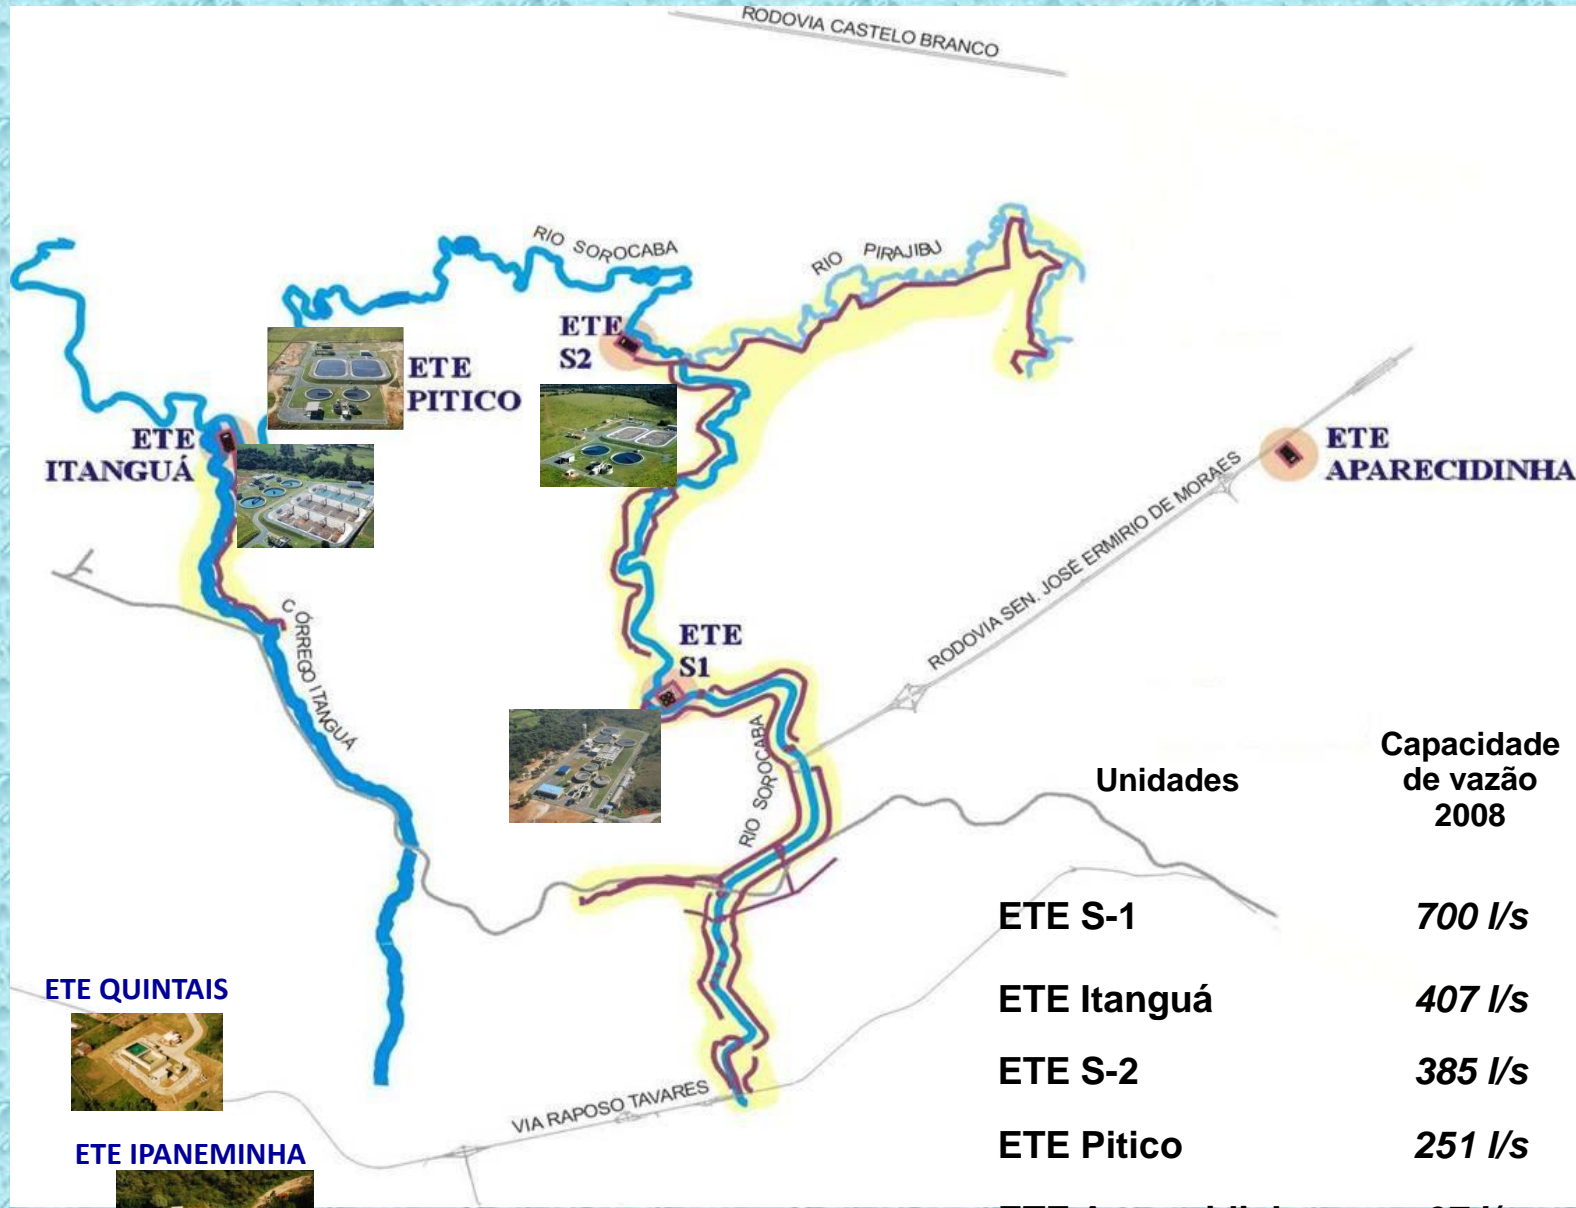 RODOVIA CASTELO BRANCO
RIO SOROCABA
RIO PIRAJIBU
ETE
S2
ETE
PITICO
ETE
ITANGUÁ
ETE
APARECIDINHA
RODOVIA SEN. JOSÉ ERMIRIO DE MORAES
CÓRREGO ITANGUÁ
ETE
S1
RIO SOROCABA
Unidades
Capacidade
de vazão
2008
ETE S-1 700 l/s
ETE Itanguá 407 l/s
ETE S-2 385 l/s
ETE Pitico 251 l/s
ETE QUINTAIS
VIA RAPOSO TAVARES
ETE IPANEMINHA